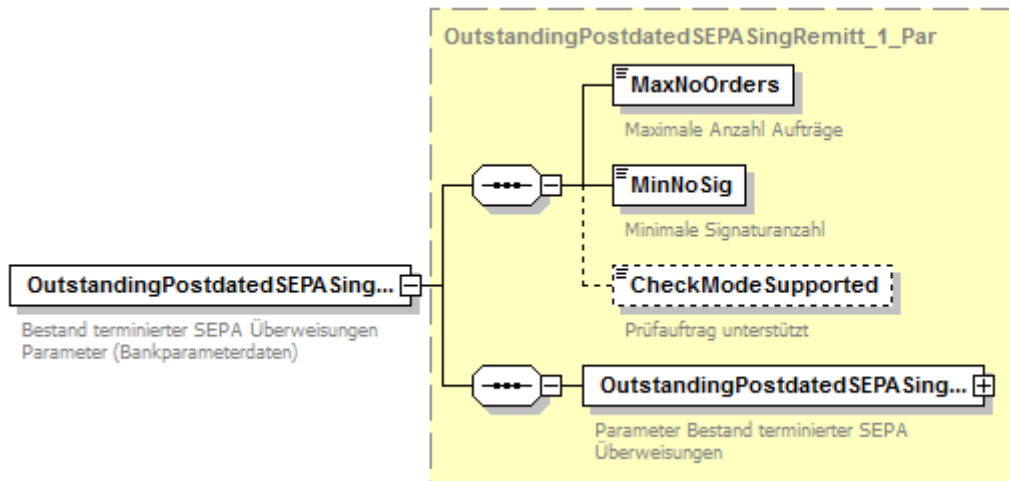 OutstandingPostdatedSEPASingRemitt_1_Par
MaxNoOrders
Maximale Anzahl Aufträge
MinNoSig
Minimale Signaturanzahl
OutstandingPostdatedSEPASing...
Bestand terminierter SEPA Überweisungen
Parameter (Bankparameterdaten)
CheckModeSupported
Prüfauftrag unterstützt
OutstandingPostdatedSEPASing...
Parameter Bestand terminierter SEPA
Überweisungen